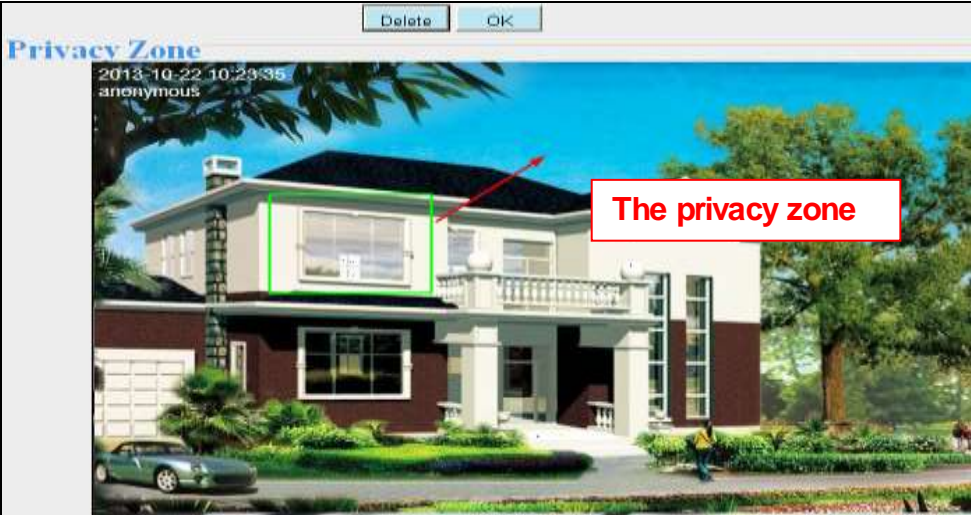 Delete
OK
Privacy Zone
2013-10-22 10:23:35
anonymous
The privacy zone